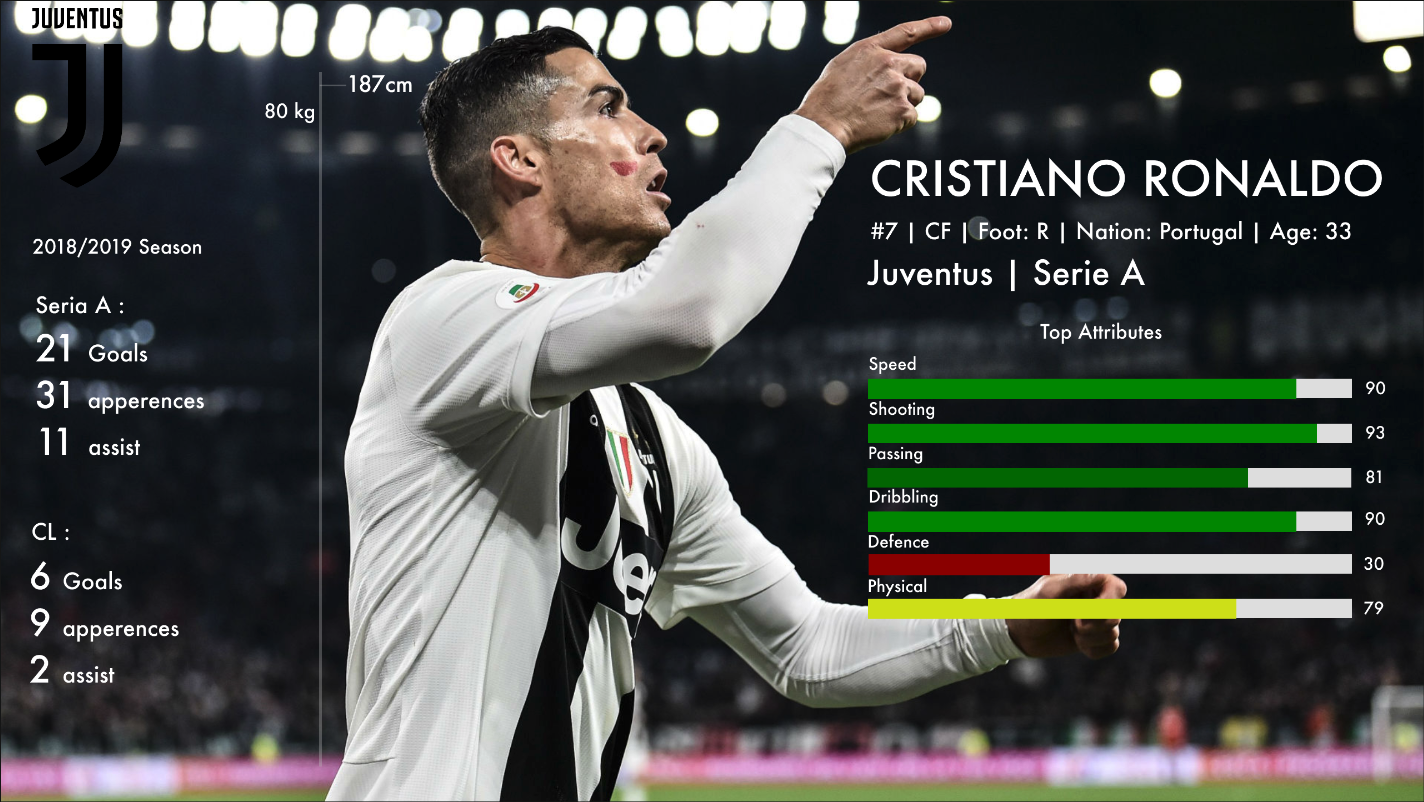 JUVENTUS
187cm
80 kg
2018/2019 Season
Seria A :
21 Goals
31 apperences
11 assist
CL :
6 Goals
9 apperences
2 assist
CRISTIANO RONALDO
#7 | CF | Foot: R | Nation: Portugal | Age: 33
Juventus | Serie A
Top Attributes
Speed
90
Shooting
93
Passing
81
Dribbling
90
Defence
30
Physical
79
Jee